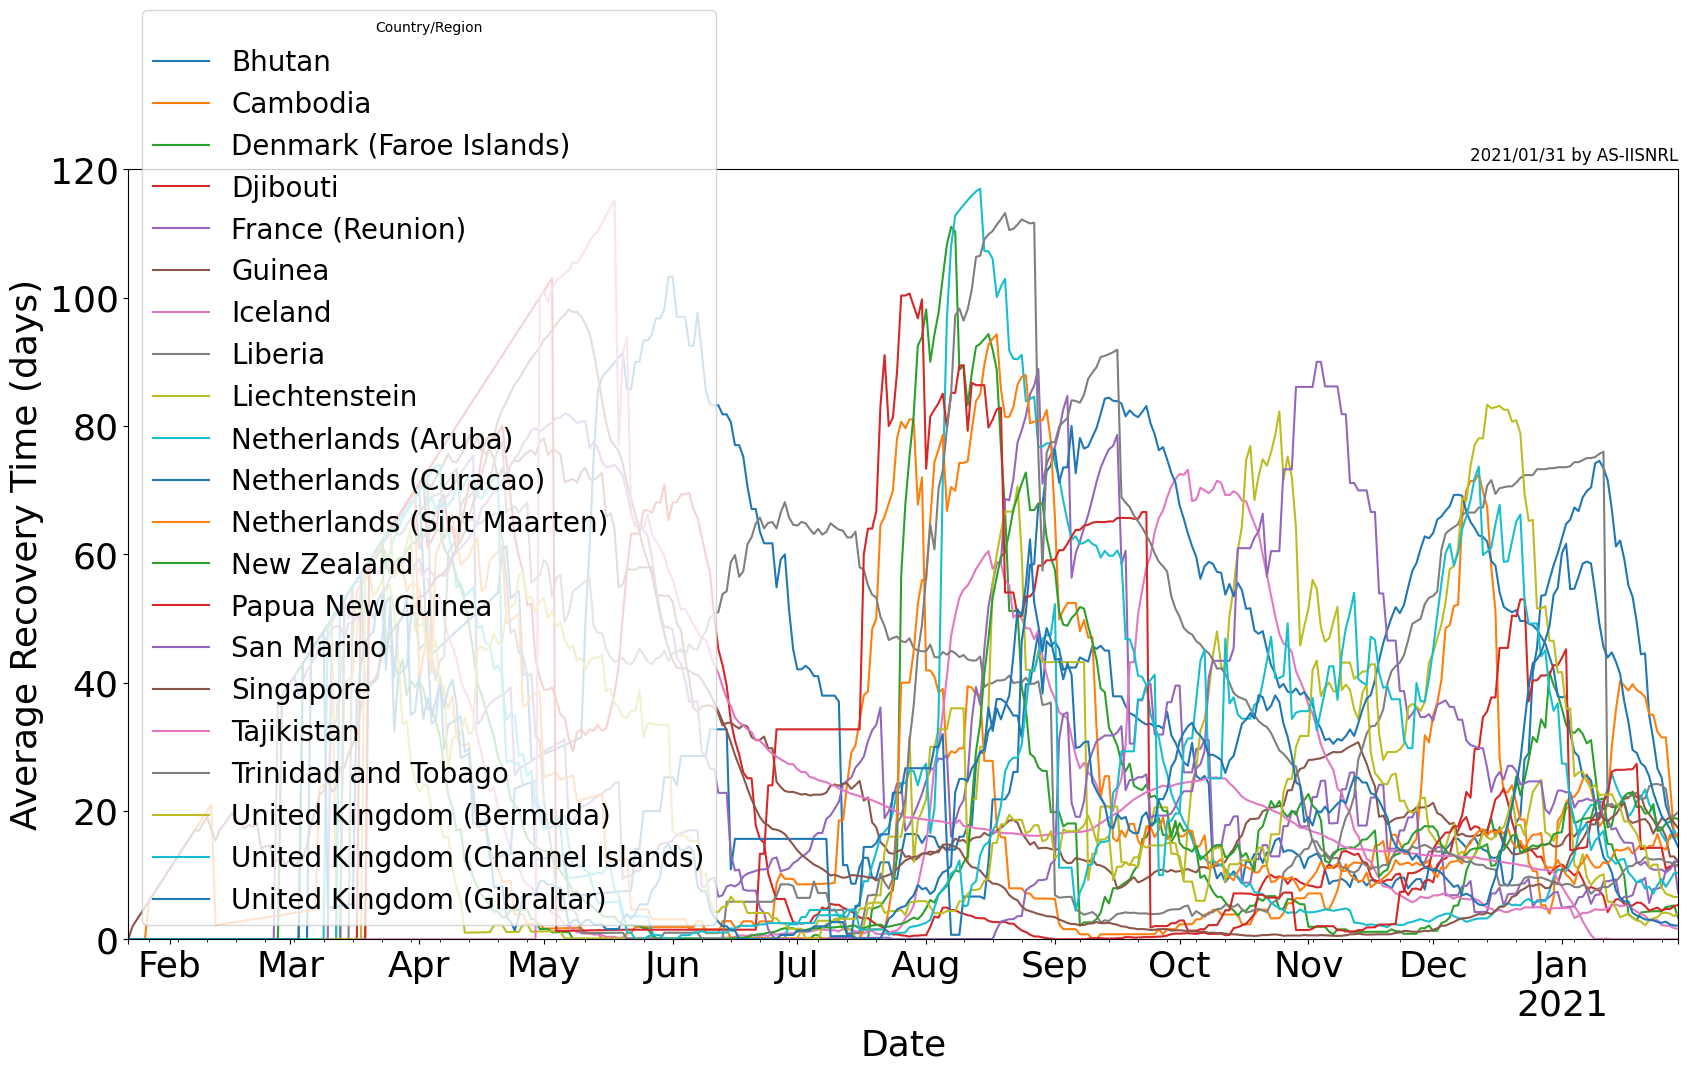 Country/Region
Bhutan
Cambodia
Denmark (Faroe Islands)
Djibouti
France (Reunion)
Guinea
Iceland
Liberia
Liechtenstein
Netherlands (Aruba)
Netherlands (Curacao)
Netherlands (Sint Maarten)
New Zealand
Papua New Guinea
San Marino
Singapore
Tajikistan
Trinidad and Tobago
United Kingdom (Bermuda)
United Kingdom (Channel Islands)
United Kingdom (Gibraltar)
2021/01/31 by AS-IISNRL
Average Recovery Time (days)
120
100
80
60
40
20
0
Feb Mar Apr May Jun Jul Aug Sep Oct Nov Dec Jan
2021
Date